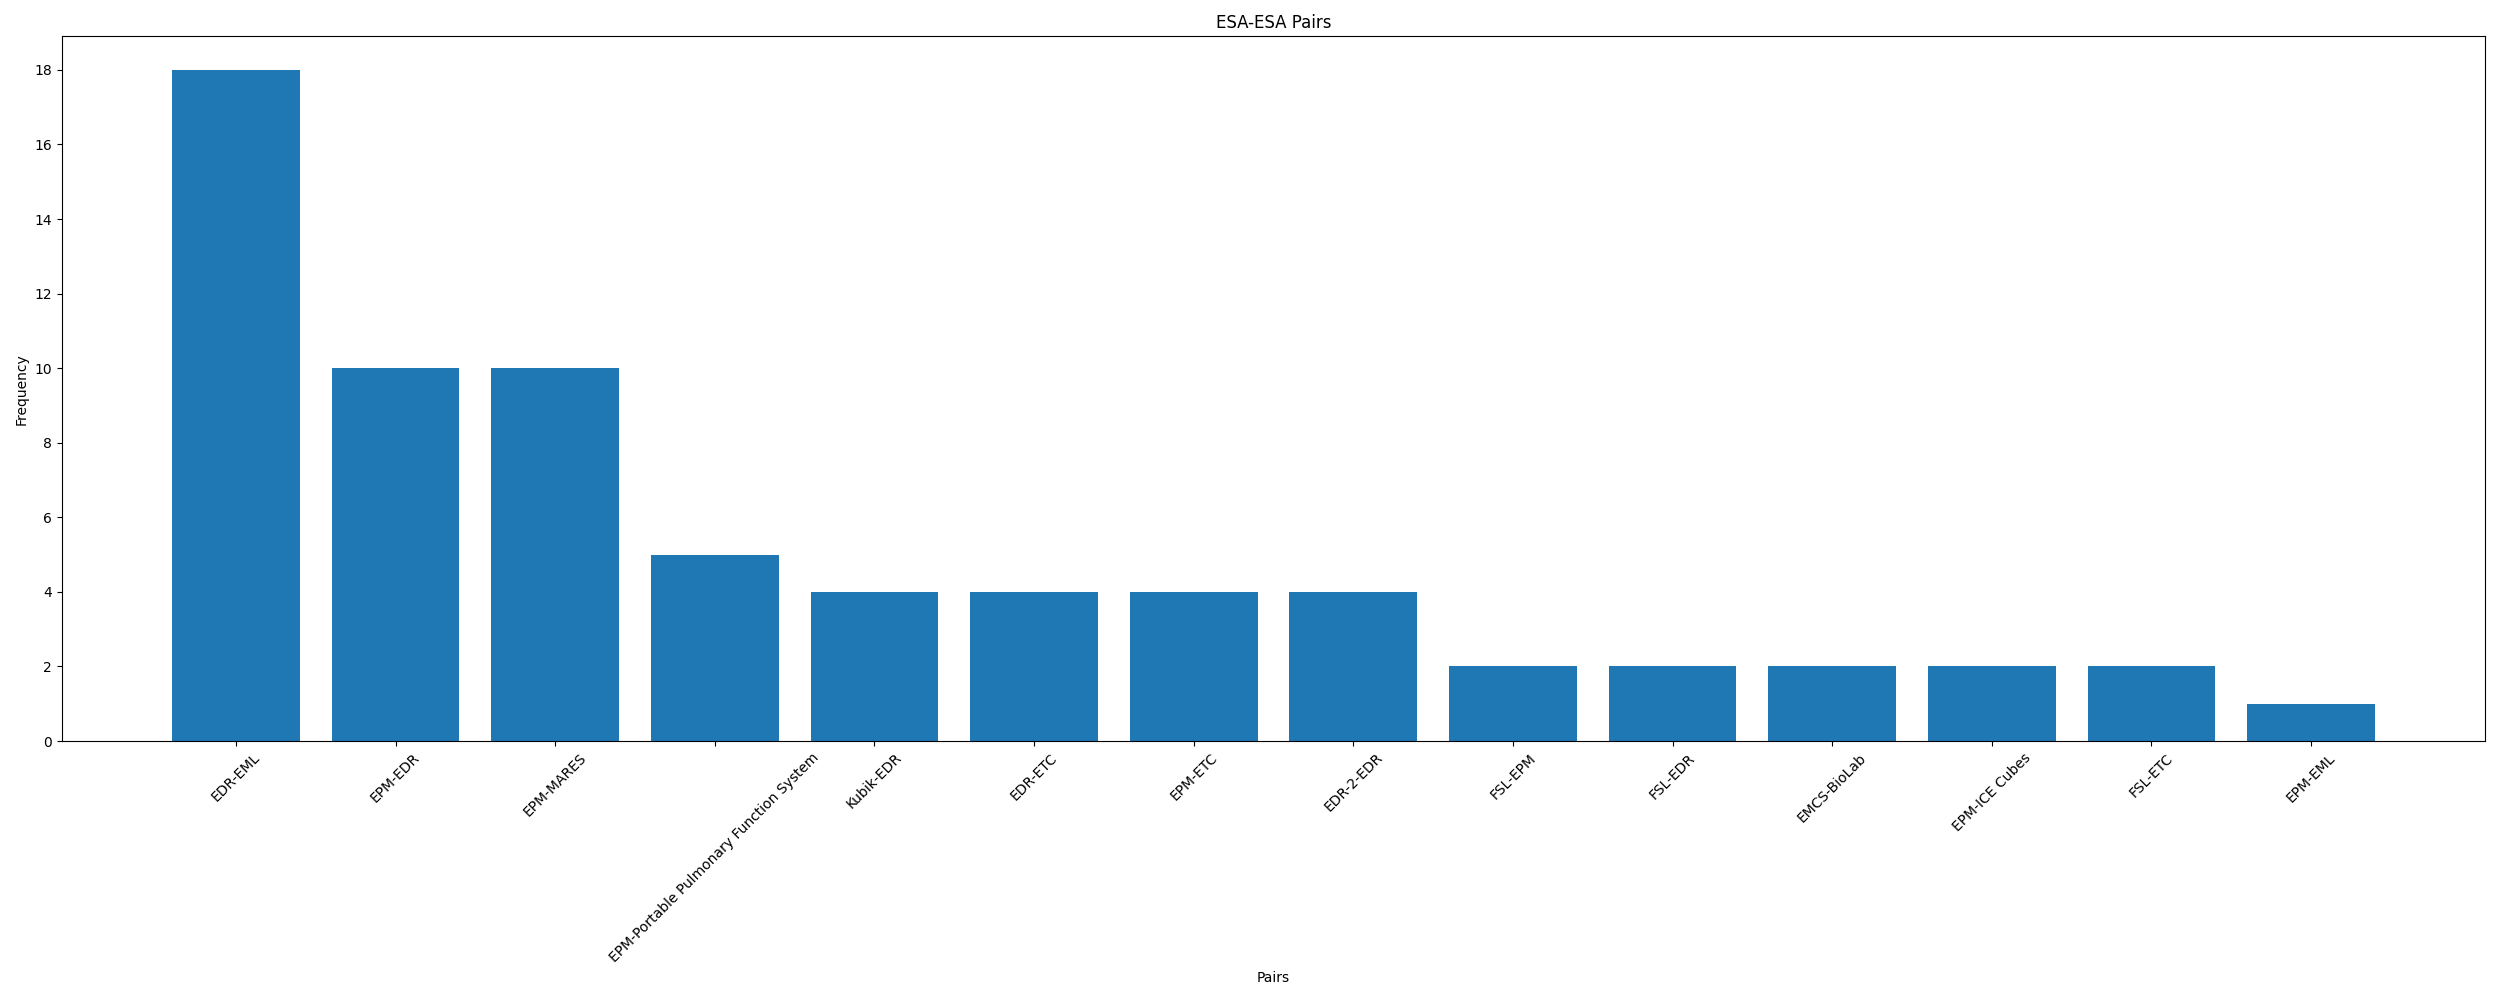 ESA-ESA Pairs
Frequency
18
16
14
12
10
8
6
4
2
0
EDR-EML
EPM-EDR
EPM-MARES
EPM-Portable Pulmonary Function System
Kubik-EDR
EDR-ETC
EPM-ETC
EDR-2-EDR
FSL-EPM
FSL-EDR
EMCS-BioLab
EPM-ICE Cubes
FSL-ETC
EPM-EML
Pairs